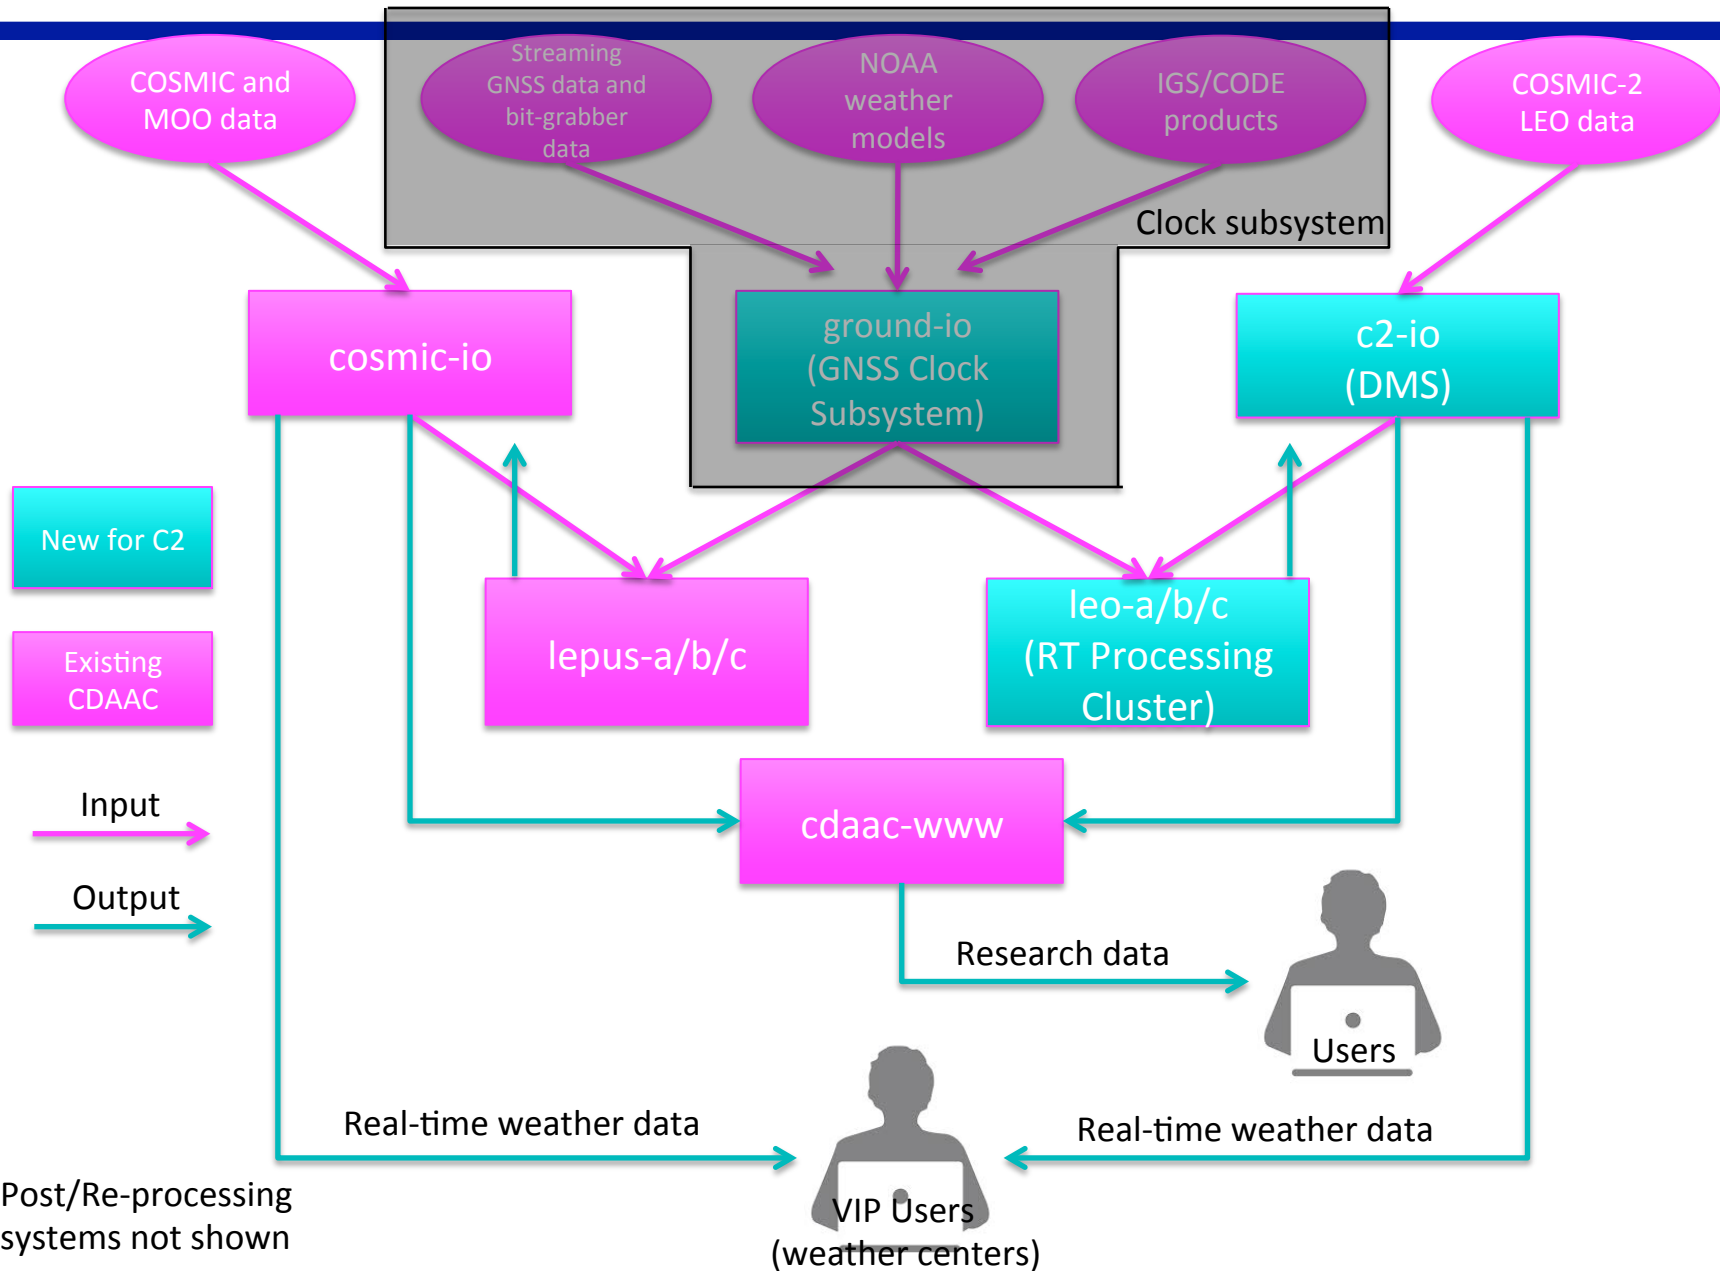 COSMIC and
MOO data
Streaming
GNSS data and
bit-grabber
data
NOAA
weather
models
IGS/CODE
products
COSMIC-2
LEO data
Clock subsystem
cosmic-io
ground-io
(GNSS Clock
Subsystem)
c2-io
(DMS)
New for C2
Existing
CDAAC
lepus-a/b/c
leo-a/b/c
(RT Processing
Cluster)
Input
Output
cdaac-www
Research data
Users
Real-time weather data
Real-time weather data
VIP Users
(weather centers)
Post/Re-processing
systems not shown